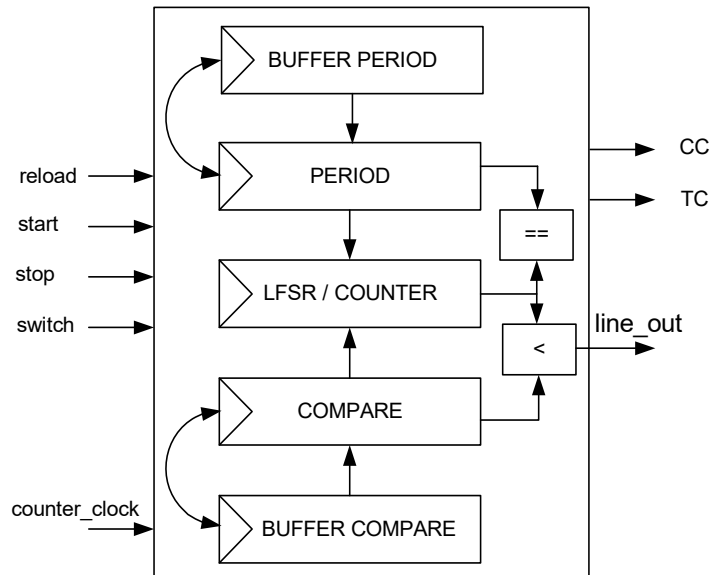 BUFFER PERIOD
PERIOD
CC
reload
TC
start
==
stop
LFSR / COUNTER
switch
line_out
<
COMPARE
counter_clock
BUFFER COMPARE